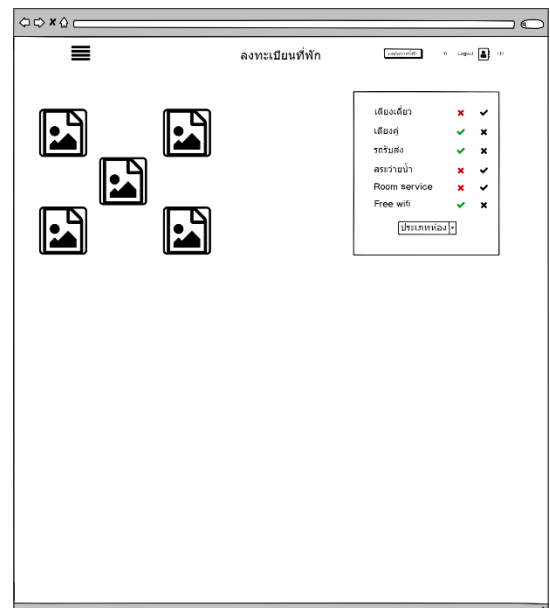 ลงทะเบียนที่พัก
Logout
เตียงเดี่ยว
เตียงคู่
รถรับส่ง
สระว่ายน้ำ
Room service
Free wifi
ประเภทห้อง